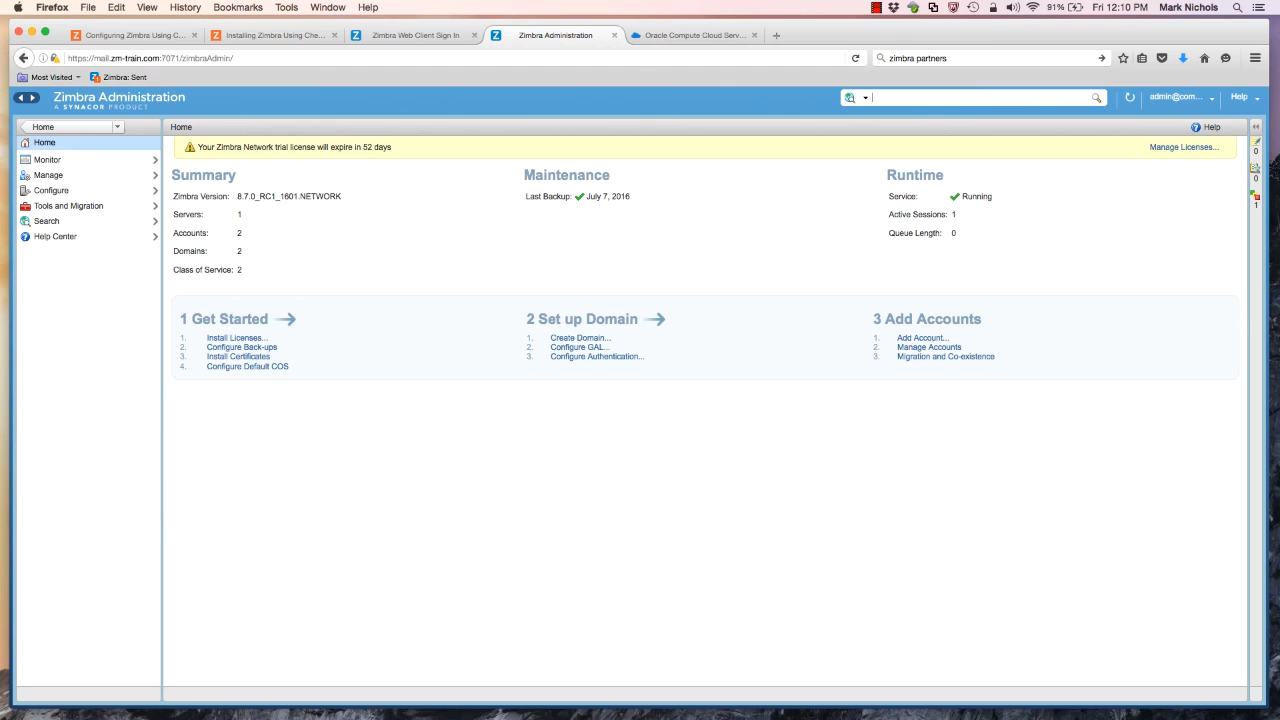 Firefox File Edit View History Bookmarks Tools Window Help 91% Fri 12:10 PM Mark Nichols
Configuring Zimbra Using C... Installing Zimbra Using Che... Zimbra Web Client Sign In Zimbra Administration Oracle Compute Cloud Serv...
https://mail.zm-train.com:7071/zimbraAdmin/ zimbra partners
Most Visited Zimbra: Sent
Zimbra Administration admin@com... Help
A SYNACOR PRODUCT
Home Home Help
Home
Monitor
Manage
Configure
Tools and Migration
Search
Help Center
Your Zimbra Network trial license will expire in 52 days Manage Licenses...
Summary Maintenance Runtime
Zimbra Version: 8.7.0_RC1_1601.NETWORK Last Backup: July 7, 2016 Service: Running
Servers: 1 Active Sessions: 1
Accounts: 2 Queue Length: 0
Domains: 2
Class of Service: 2
1 Get Started
1. Install Licenses...
2. Configure Back-ups
3. Install Certificates
4. Configure Default COS
2 Set up Domain
1. Create Domain...
2. Configure GAL...
3. Configure Authentication...
3 Add Accounts
1. Add Account...
2. Manage Accounts
3. Migration and Co-existence
0
0
1